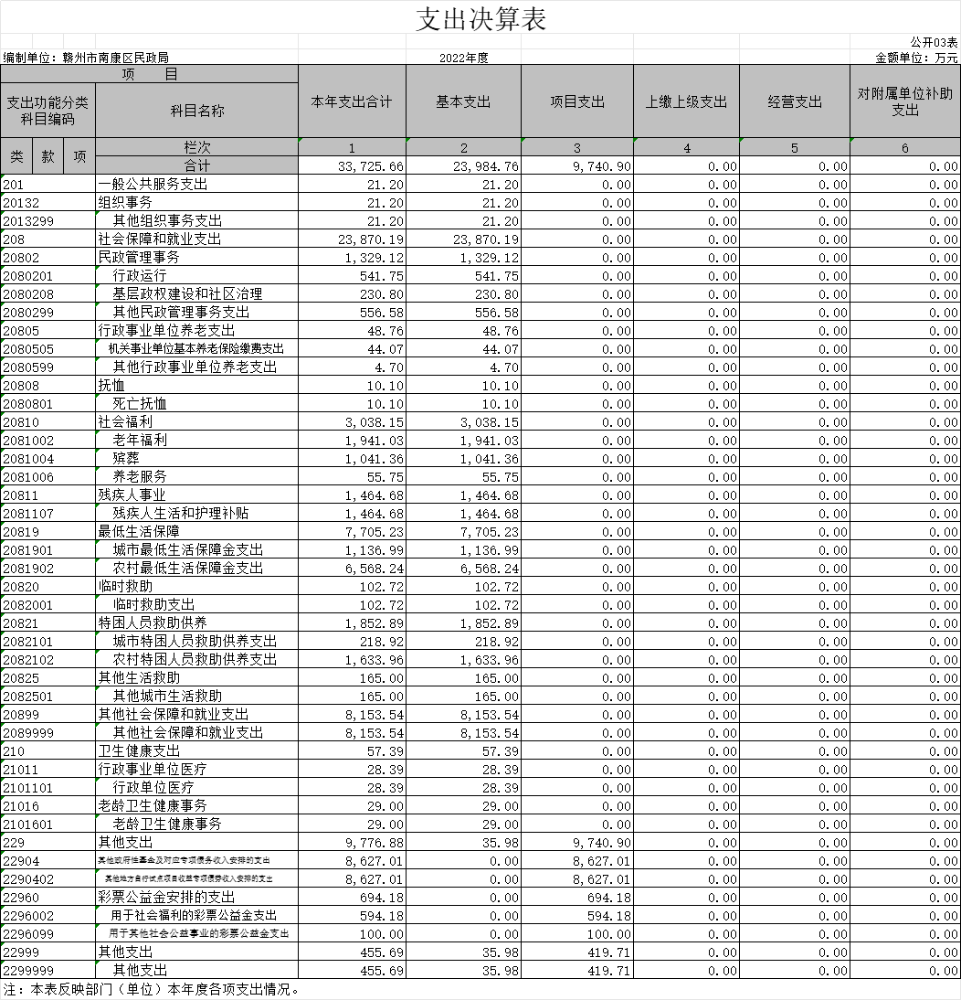 支出决算表
公开03表
编制单位：赣州市南康区民政局 2022年度 金额单位：万元
项 目 本年支出合计 基本支出 项目支出 上缴上级支出 经营支出 对附属单位补助支出
支出功能分类科目编码 科目名称
类 款 项 栏次 1 2 3 4 5 6
合计 33,725.66 23,984.76 9,740.90 0.00 0.00 0.00
201 一般公共服务支出 21.20 21.20 0.00 0.00 0.00 0.00
20132 组织事务 21.20 21.20 0.00 0.00 0.00 0.00
2013299 其他组织事务支出 21.20 21.20 0.00 0.00 0.00 0.00
208 社会保障和就业支出 23,870.19 23,870.19 0.00 0.00 0.00 0.00
20802 民政管理事务 1,329.12 1,329.12 0.00 0.00 0.00 0.00
2080201 行政运行 541.75 541.75 0.00 0.00 0.00 0.00
2080208 基层政权建设和社区治理 230.80 230.80 0.00 0.00 0.00 0.00
2080299 其他民政管理事务支出 556.58 556.58 0.00 0.00 0.00 0.00
20805 行政事业单位养老支出 48.76 48.76 0.00 0.00 0.00 0.00
2080505 机关事业单位基本养老保险缴费支出 44.07 44.07 0.00 0.00 0.00 0.00
2080599 其他行政事业单位养老支出 4.70 4.70 0.00 0.00 0.00 0.00
20808 抚恤 10.10 10.10 0.00 0.00 0.00 0.00
2080801 死亡抚恤 10.10 10.10 0.00 0.00 0.00 0.00
20810 社会福利 3,038.15 3,038.15 0.00 0.00 0.00 0.00
2081002 老年福利 1,941.03 1,941.03 0.00 0.00 0.00 0.00
2081004 殡葬 1,041.36 1,041.36 0.00 0.00 0.00 0.00
2081006 养老服务 55.75 55.75 0.00 0.00 0.00 0.00
20811 残疾人事业 1,464.68 1,464.68 0.00 0.00 0.00 0.00
2081107 残疾人生活和护理补贴 1,464.68 1,464.68 0.00 0.00 0.00 0.00
20819 最低生活保障 7,705.23 7,705.23 0.00 0.00 0.00 0.00
2081901 城市最低生活保障金支出 1,136.99 1,136.99 0.00 0.00 0.00 0.00
2081902 农村最低生活保障金支出 6,568.24 6,568.24 0.00 0.00 0.00 0.00
20820 临时救助 102.72 102.72 0.00 0.00 0.00 0.00
2082001 临时救助支出 102.72 102.72 0.00 0.00 0.00 0.00
20821 特困人员救助供养 1,852.89 1,852.89 0.00 0.00 0.00 0.00
2082101 城市特困人员救助供养支出 218.92 218.92 0.00 0.00 0.00 0.00
2082102 农村特困人员救助供养支出 1,633.96 1,633.96 0.00 0.00 0.00 0.00
20825 其他生活救助 165.00 165.00 0.00 0.00 0.00 0.00
2082501 其他城市生活救助 165.00 165.00 0.00 0.00 0.00 0.00
20899 其他社会保障和就业支出 8,153.54 8,153.54 0.00 0.00 0.00 0.00
2089999 其他社会保障和就业支出 8,153.54 8,153.54 0.00 0.00 0.00 0.00
210 卫生健康支出 57.39 57.39 0.00 0.00 0.00 0.00
21011 行政事业单位医疗 28.39 28.39 0.00 0.00 0.00 0.00
2101101 行政单位医疗 28.39 28.39 0.00 0.00 0.00 0.00
21016 老龄卫生健康事务 29.00 29.00 0.00 0.00 0.00 0.00
2101601 老龄卫生健康事务 29.00 29.00 0.00 0.00 0.00 0.00
229 其他支出 9,776.88 35.98 9,740.90 0.00 0.00 0.00
22904 其他政府性基金及对应专项债务收入安排的支出 8,627.01 0.00 8,627.01 0.00 0.00 0.00
2290402 其他地方自行试点项目收益专项债券收入安排的支出 8,627.01 0.00 8,627.01 0.00 0.00 0.00
22960 彩票公益金安排的支出 694.18 0.00 694.18 0.00 0.00 0.00
2296002 用于社会福利的彩票公益金支出 594.18 0.00 594.18 0.00 0.00 0.00
2296099 用于其他社会公益事业的彩票公益金支出 100.00 0.00 100.00 0.00 0.00 0.00
22999 其他支出 455.69 35.98 419.71 0.00 0.00 0.00
2299999 其他支出 455.69 35.98 419.71 0.00 0.00 0.00
注：本表反映部门（单位）本年度各项支出情况。